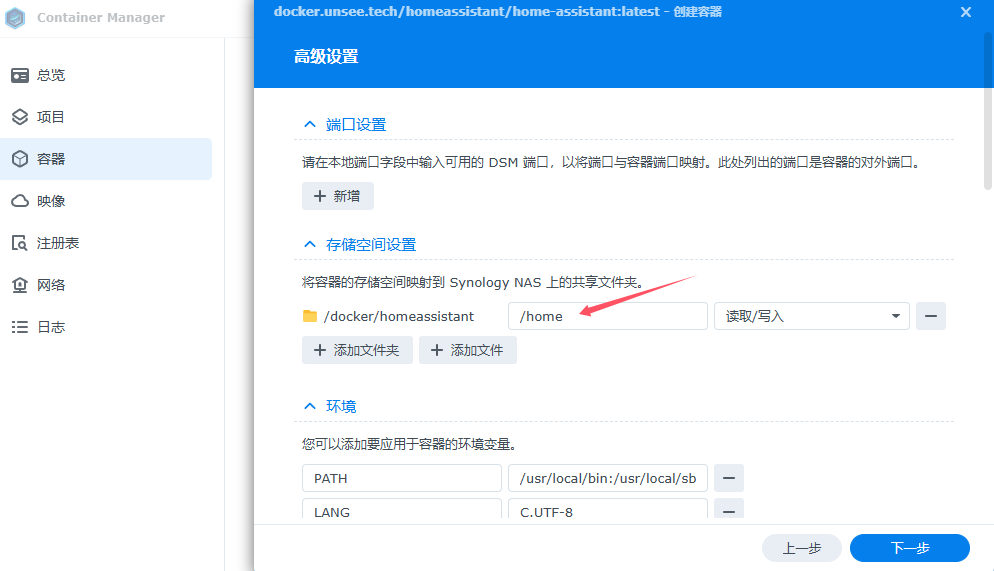 Container Manager
docker.unsee.tech/homeassistant/home-assistant:latest - 创建容器
高级设置
总览
项目
容器
映像
注册表
网络
日志
端口设置
请在本地端口字段中输入可用的 DSM 端口，以将端口与容器端口映射。此处列出的端口是容器的对外端口。
新增
存储空间设置
将容器的存储空间映射到 Synology NAS 上的共享文件夹。
/docker/homeassistant /home 读取/写入
添加文件夹 添加文件
环境
您可以添加要应用于容器的环境变量。
PATH /usr/local/bin:/usr/local/sb
LANG C.UTF-8
上一步 下一步